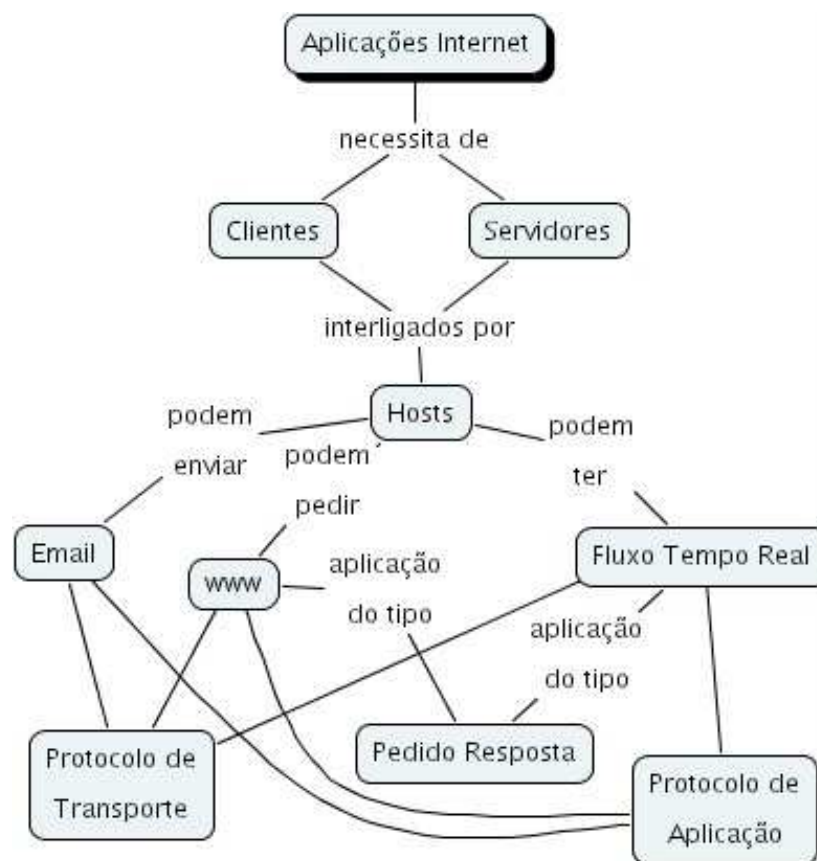 Aplicações Internet
necessita de
Clientes
Servidores
interligados por
Hosts
podem
enviar
podem
pedir
podem
ter
Email
www
Fluxo Tempo Real
aplicação
do tipo
aplicação
do tipo
Protocolo de
Transporte
Pedido Resposta
Protocolo de
Aplicação